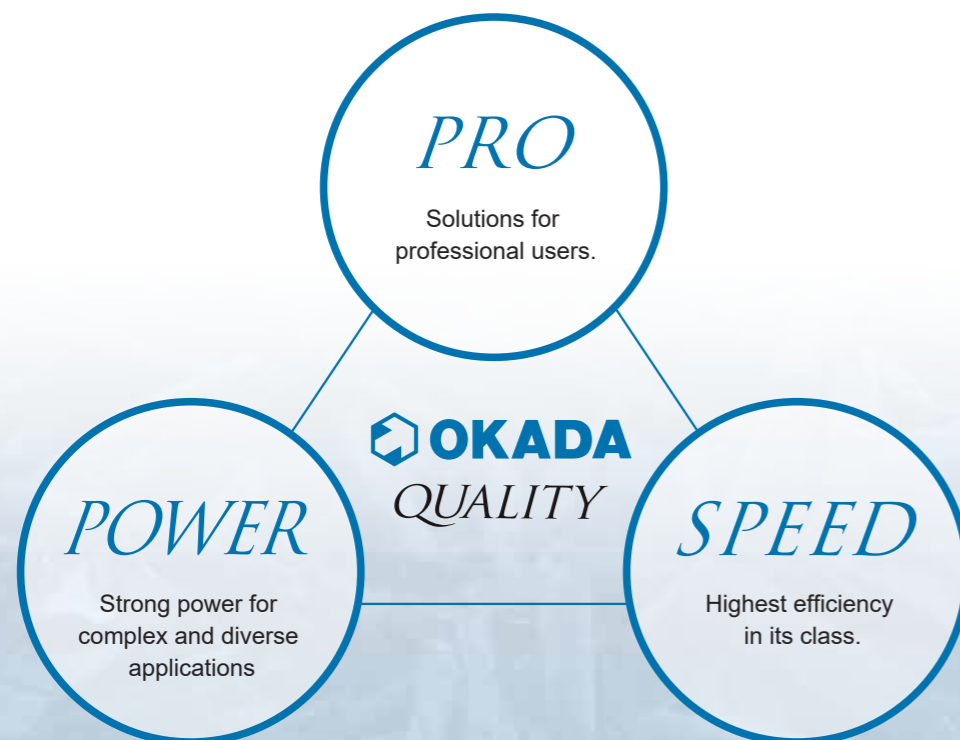 PRO
Solutions for
professional users.
OKADA
QUALITY
POWER
Strong power for
complex and diverse
applications
SPEED
Highest efficiency
in its class.